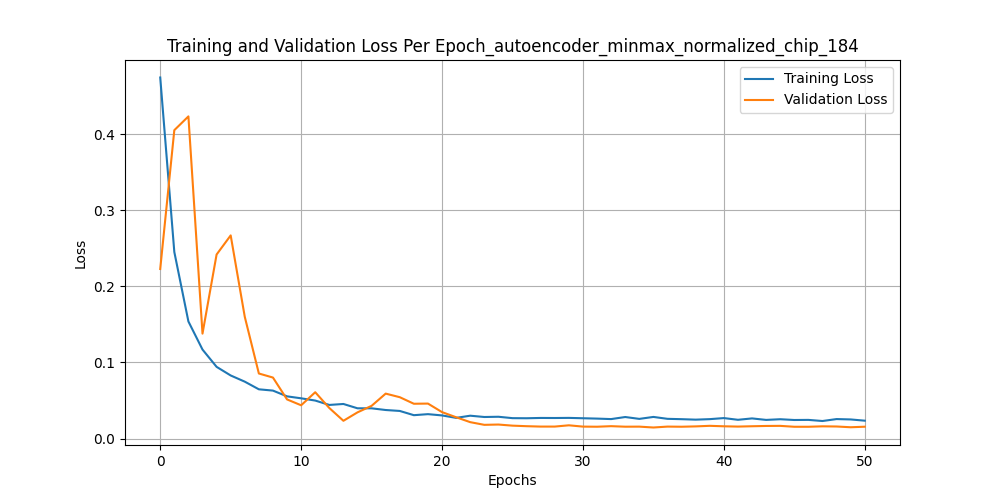 Training and Validation Loss Per Epoch_autoencoder_minmax_normalized_chip_184
Training Loss
Validation Loss
Loss
0.4
0.3
0.2
0.1
0.0
0 10 20 30 40 50
Epochs